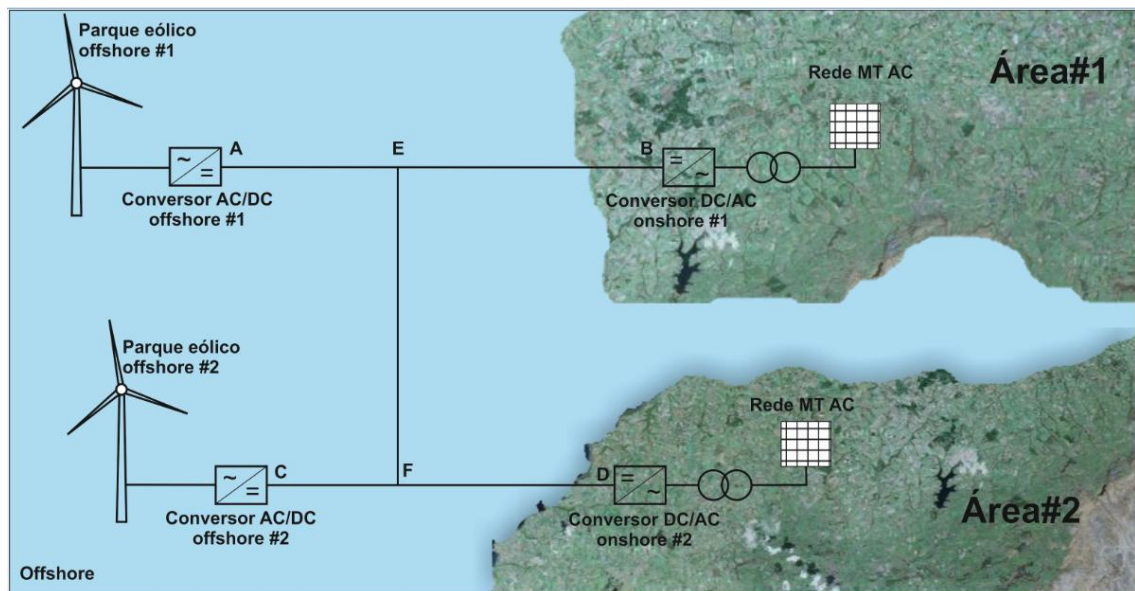 Parque eólico
offshore #1
Rede MT AC
Área#1
A
E
B
~
=
=
~
Conversor AC/DC
offshore #1
Conversor DC/AC
onshore #1
Parque eólico
offshore #2
Rede MT AC
C
F
D
~
=
=
~
Conversor AC/DC
offshore #2
Conversor DC/AC
onshore #2
Área#2
Offshore